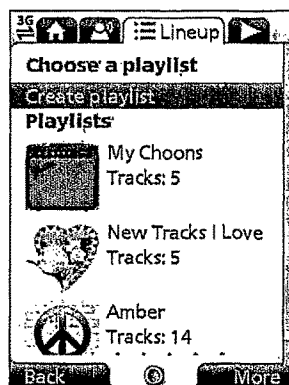 3G
Lineup
Choose a playlist
Create playlist
Playlists
My Choons
Tracks: 5
New Tracks I Love
Tracks: 5
Amber
Tracks: 14
Back
More